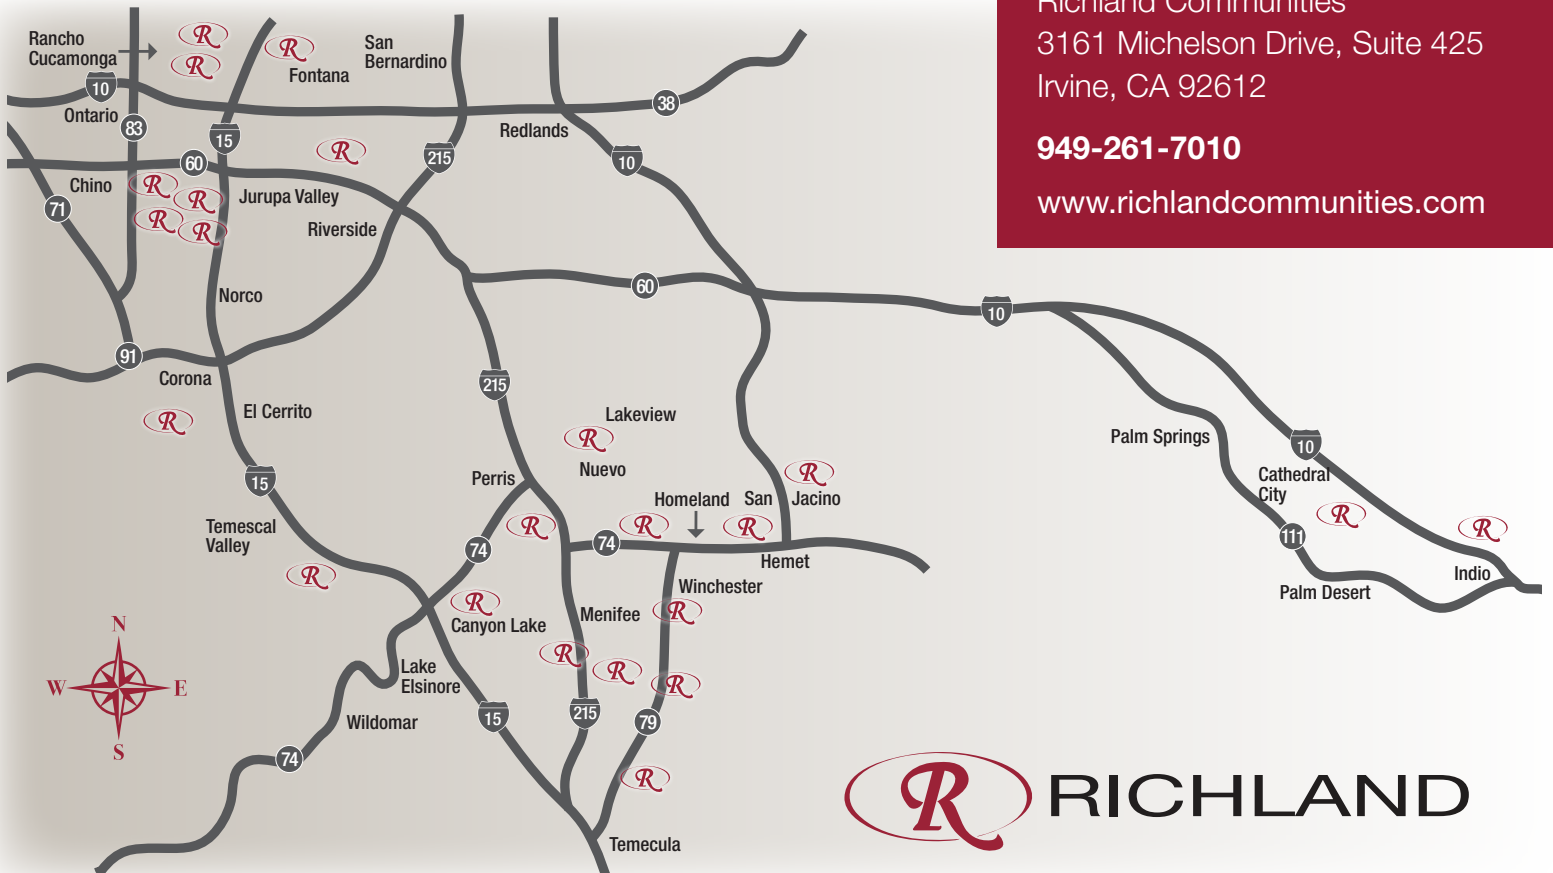 Richland Communities
3161 Michelson Drive, Suite 425
Irvine, CA 92612
949-261-7010
www.richlandcommunities.com
Rancho
Cucamonga
R
R
R
Fontana
San
Bernardino
10
Ontario
83
15
38
Redlands
60
R
215
10
Chino
R
R
Jurupa Valley
71
R
R
Riverside
Norco
60
10
91
Corona
215
R
El Cerrito
Lakeview
R
Nuevo
Palm Springs
10
15
Perris
R
Cathedral
City
Homeland
San Jacino
R
R
R
R
R
Temescal
Valley
74
74
111
Hemet
R
Winchester
Indio
Palm Desert
R
Canyon Lake
Menifee
R
N
W
E
S
R
R
R
Lake
Elsinore
Wildomar
15
215
79
74
R
Temecula
R RICHLAND